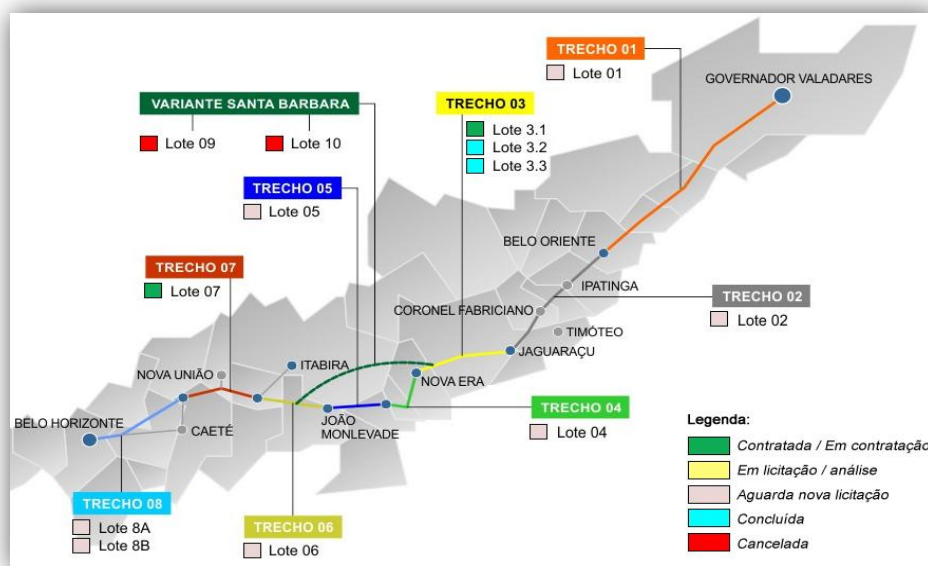 TRECHO 01
Lote 01
GOVERNADOR VALADARES
VARIANTE SANTA BARBARA
Lote 09
Lote 10
TRECHO 03
Lote 3.1
Lote 3.2
Lote 3.3
TRECHO 05
Lote 05
BELO ORIENTE
TRECHO 07
Lote 07
IPATINGA
TRECHO 02
Lote 02
CORONEL FABRICIANO
TIMÓTEO
JAGUARAÇU
ITABIRA
NOVA UNIÃO
NOVA ERA
BELO HORIZONTE
CAETÉ
JOÃO
MONLEVADE
TRECHO 04
Lote 04
TRECHO 08
Lote 8A
Lote 8B
TRECHO 06
Lote 06
Legenda:
Contratada / Em contratação
Em licitação / análise
Aguarda nova licitação
Concluída
Cancelada